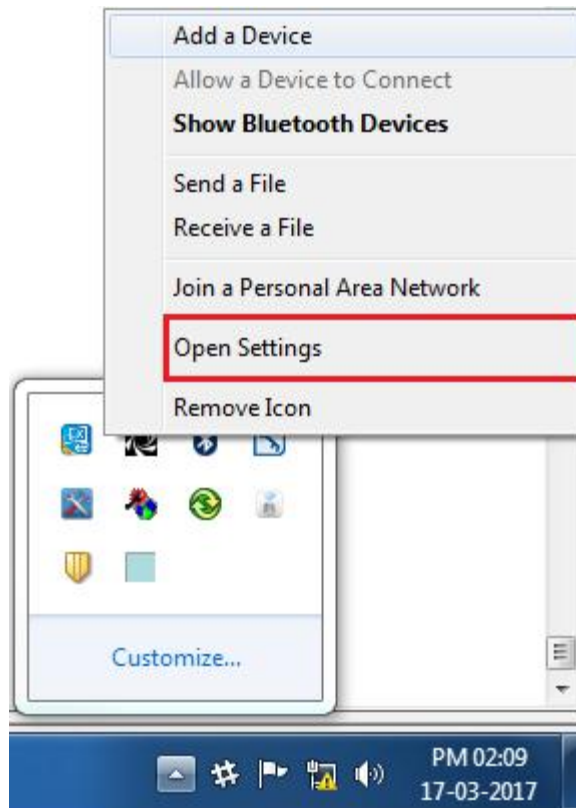 Add a Device
Allow a Device to Connect
Show Bluetooth Devices
Send a File
Receive a File
Join a Personal Area Network
Open Settings
Remove Icon
Customize...
PM 02:09
17-03-2017